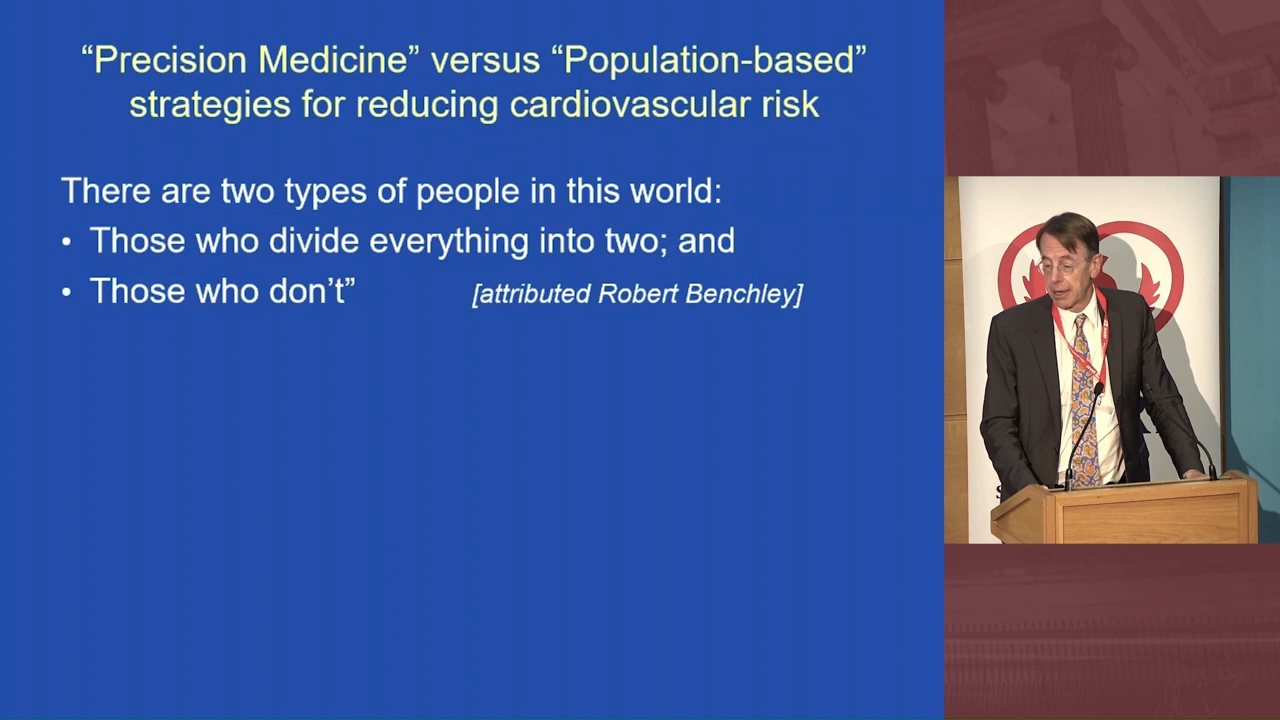 “Precision Medicine” versus “Population-based”
strategies for reducing cardiovascular risk
There are two types of people in this world:
• Those who divide everything into two; and
• Those who don’t” [attributed Robert Benchley]